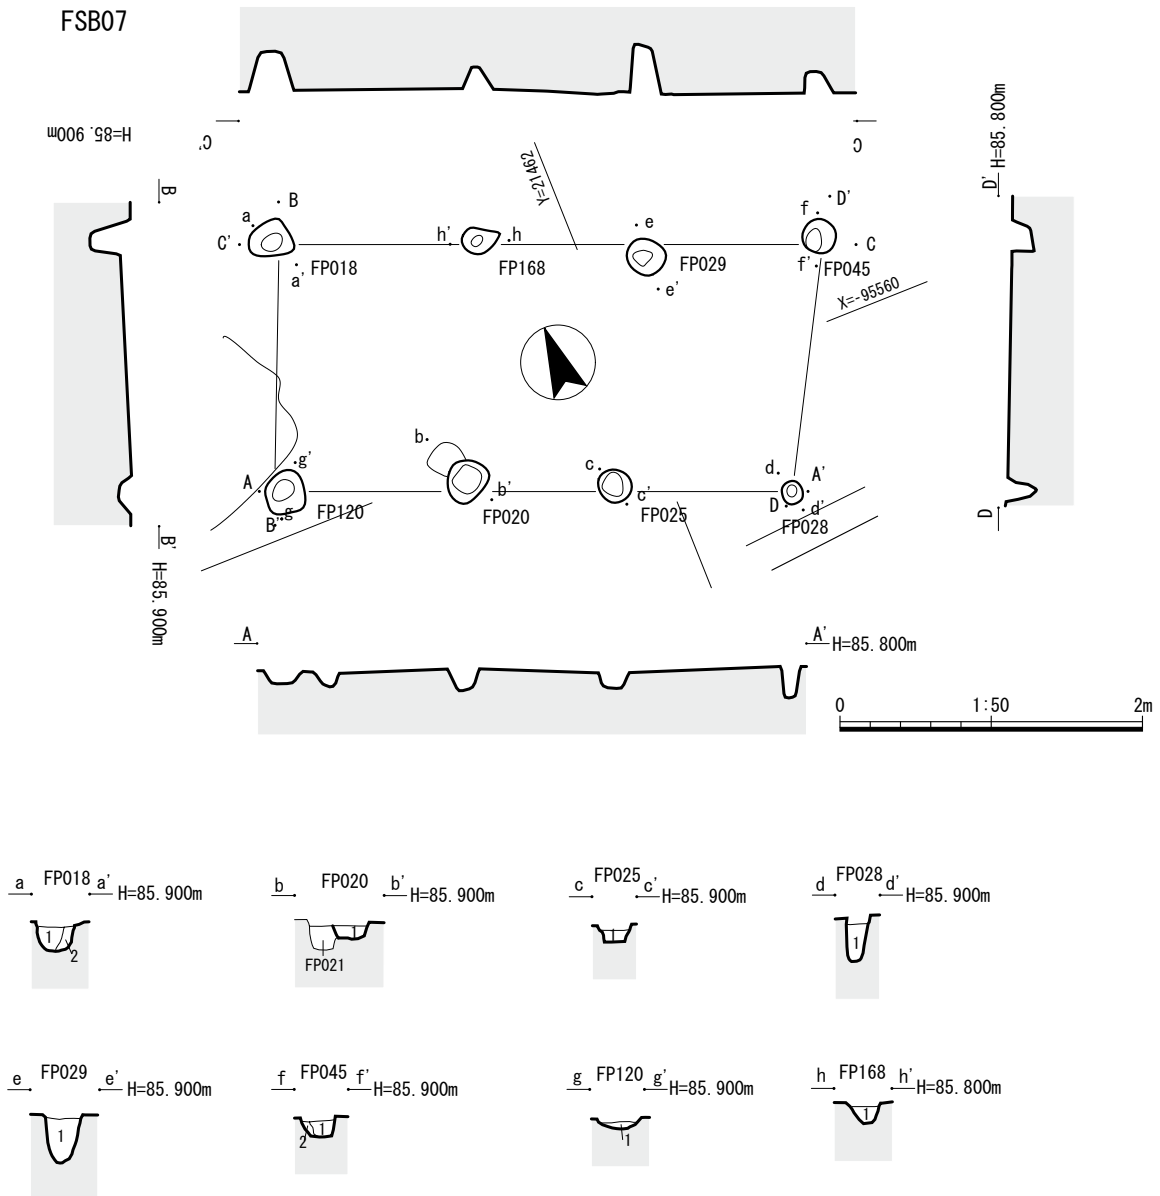 FSB07
H=85.900m
C'
C
D' H=85.800m
B
B
a
C'
a'
FP018
h'
h
FP168
Y=21462
e
e'
FP029
D'
f
C
f'
FP045
X=-95560
b
b'
FP020
c
c'
FP025
d
A'
D
d'
FP028
g'
A
B'
g
FP120
B' H=85.900m
D
A
A' H=85.800m
0 1:50 2m
a FP018 a' H=85.900m
1
2
b FP020 b' H=85.900m
1
FP021
c FP025 c' H=85.900m
1
d FP028 d' H=85.900m
1
e FP029 e' H=85.900m
1
f FP045 f' H=85.900m
1
2
g FP120 g' H=85.900m
1
h FP168 h' H=85.800m
1